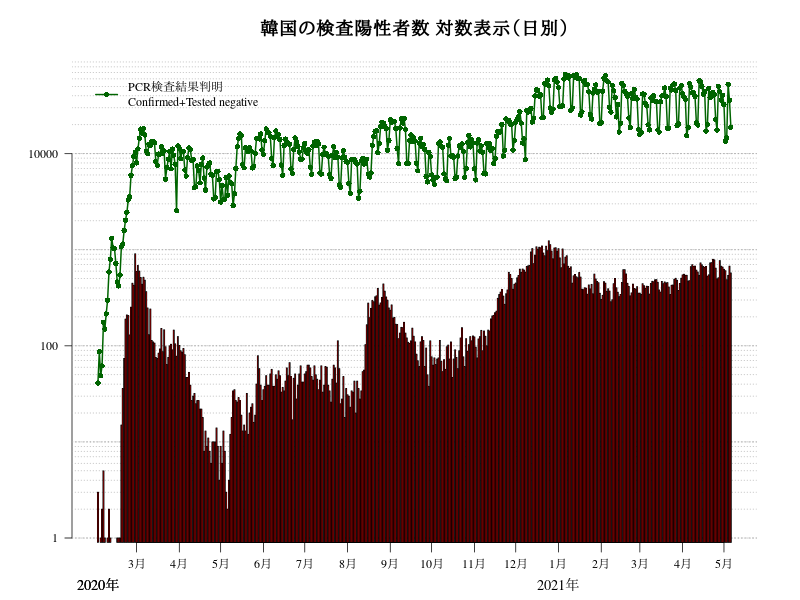 韓国の検査陽性者数 対数表示(日別)
PCR検査結果判明
Confirmed+Tested negative
10000
100
1
3月 4月 5月 6月 7月 8月 9月 10月 11月 12月 1月 2月 3月 4月 5月
2020年 2021年